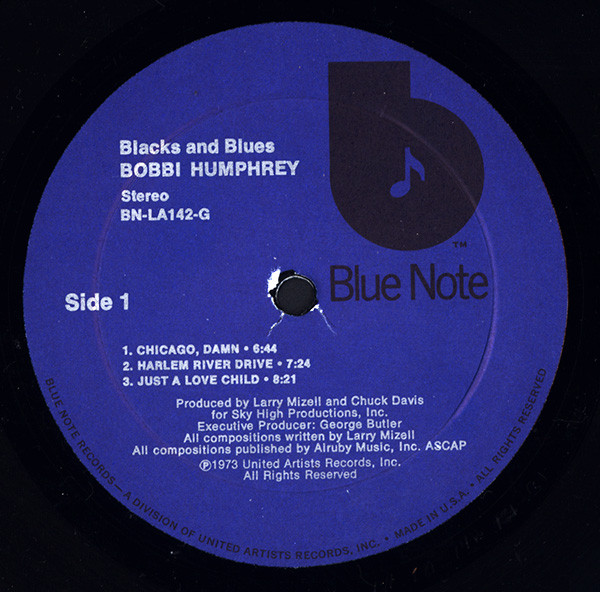 Blacks and Blues
BOBBI HUMPHREY
Stereo
BN-LA142-G
™
Blue Note
Side 1
1. CHICAGO, DAMN • 6:44
2. HARLEM RIVER DRIVE • 7:24
3. JUST A LOVE CHILD • 8:21
Produced by Larry Mizell and Chuck Davis
for Sky High Productions, Inc.
Executive Producer: George Butler
All compositions written by Larry Mizell
All compositions published by Alruby Music, Inc. ASCAP
℗1973 United Artists Records, Inc.
All Rights Reserved
BLUE NOTE RECORDS—A DIVISION OF UNITED ARTISTS RECORDS, INC. • MADE IN U.S.A. • ALL RIGHTS RESERVED